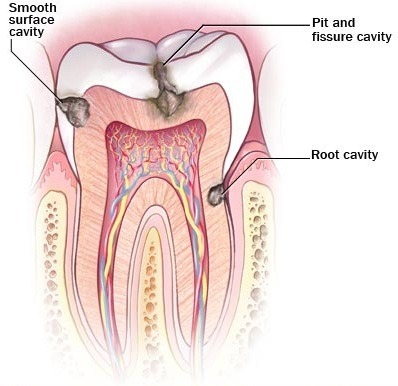 Smooth
surface
cavity
Pit and
fissure cavity
Root cavity